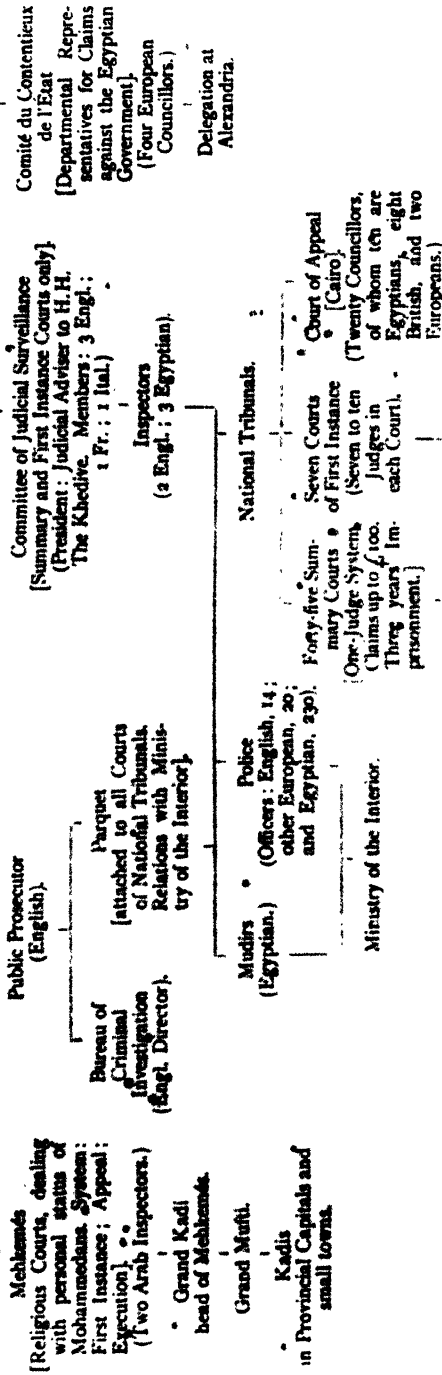 Mehkemés
[Religious Courts, dealing
with personal status of
Mohammedans. System:
First Instance; Appeal;
Execution].
(Two Arab Inspectors.)
Grand Kadi
head of Mehkemés.
Grand Mufti.
Kadis
in Provincial Capitals and
small towns.
Public Prosecutor
(English).
Bureau of
Criminal
Investigation
(Engl. Director).
Parquet
[attached to all Courts
of National Tribunals.
Relations with Minis-
try of the Interior].
Mudirs
(Egyptian.)
Police
(Officers: English, 14;
other European, 20;
and Egyptian, 230).
Ministry of the Interior.
Committee of Judicial Surveillance
[Summary and First Instance Courts only].
(President: Judicial Adviser to H.H.
The Khedive. Members: 3 Engl.;
1 Fr.; 1 Ital.)
Inspectors
(2 Engl.; 3 Egyptian).
National Tribunals.
Forty-five Sum-
mary Courts
[One-Judge System,
Claims up to £100.
Three years Im-
prisonment.]
Seven Courts
of First Instance
(Seven to ten
Judges in
each Court).
Court of Appeal
[Cairo].
(Twenty Councillors,
of whom ten are
Egyptians, eight
British, and two
Europeans.)
Comité du Contentieux
de l'Etat
[Departmental Repre-
sentatives for Claims
against the Egyptian
Government].
(Four European
Councillors.)
Delegation at
Alexandria.